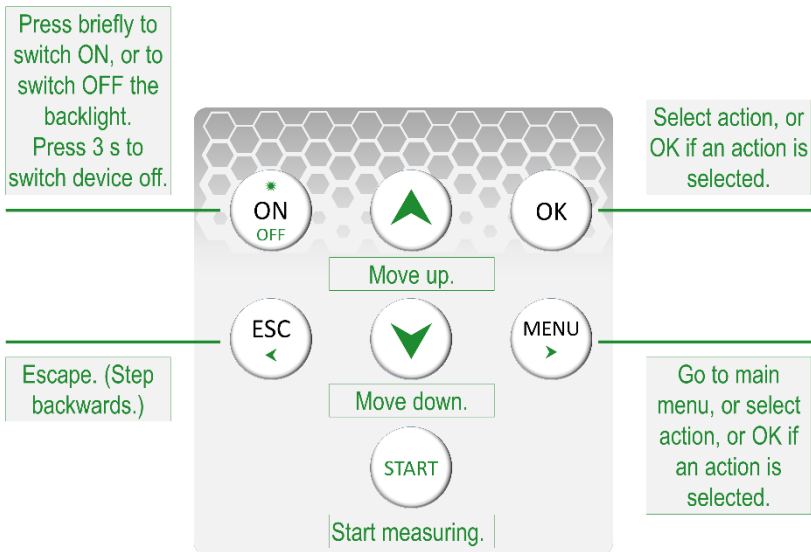 Press briefly to
switch ON, or to
switch OFF the
backlight.
Press 3 s to
switch device off.
Select action, or
OK if an action is
selected.
ON
OFF
OK
Move up.
ESC
MENU
Escape. (Step
backwards.)
Move down.
Go to main
menu, or select
action, or OK if
an action is
selected.
START
Start measuring.